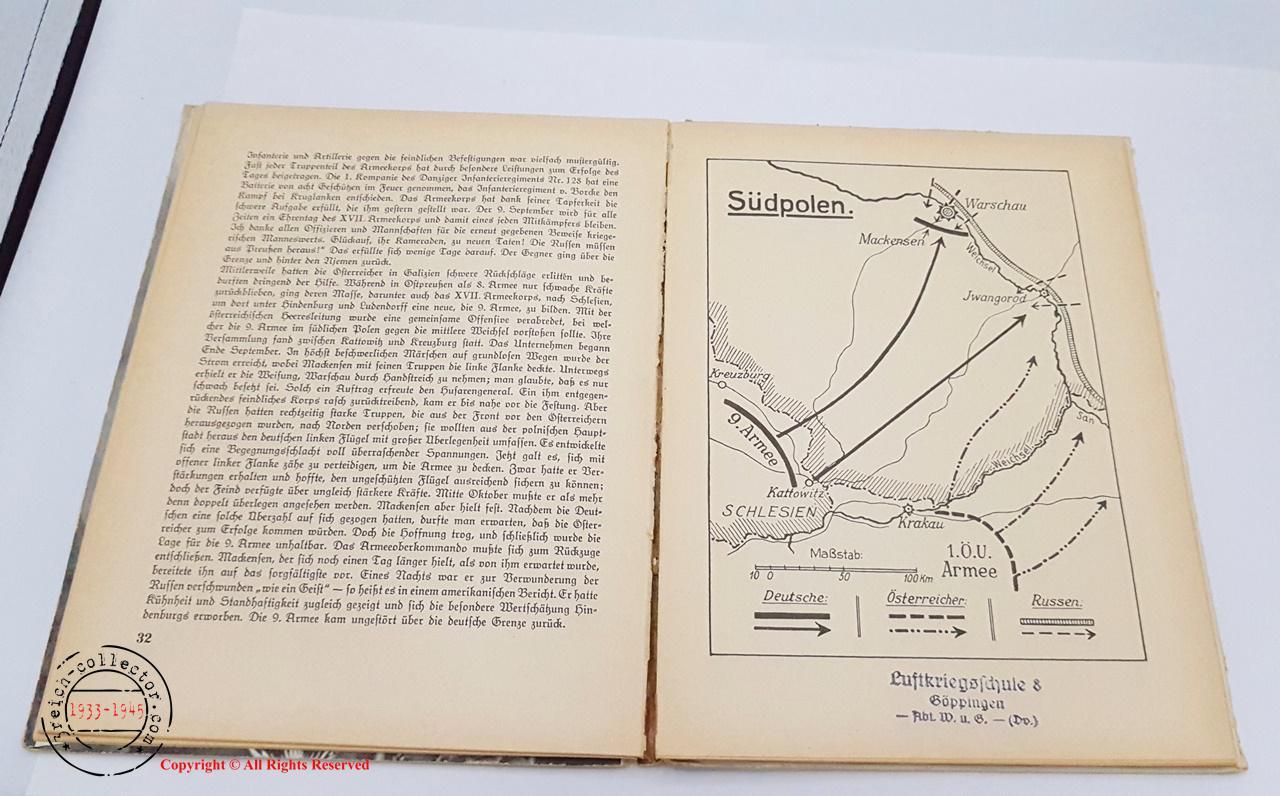 Infanterie und Artillerie gegen die feindlichen Befestigungen war vielfach mustergültig.
Fast jeder Truppenteil des Armeekorps hat durch besondere Leistungen zum Erfolge des
Tages beigetragen. Die 1. Kompanie des Danziger Infanterieregiments Nr. 128 hat eine
Batterie von acht Geschützen im Feuer genommen, das Infanterieregiment v. Borcke den
Kampf bei Kruglanken entschieden. Das Armeekorps hat dank seiner Tapferkeit die
schwere Aufgabe erfüllt, die ihm gestern gestellt war. Der 9. September wird für alle
Zeiten ein Ehrentag des XVII. Armeekorps und damit eines jeden Mitkämpfers bleiben.
Ich danke allen Offizieren und Mannschaften für die erneut gegebenen Beweise kriege-
rischen Manneswerts. Glückauf, ihr Kameraden, zu neuen Taten! Die Russen müssen
aus Preußen heraus!“ Das erfüllte sich wenige Tage darauf. Der Gegner ging über die
Grenze und hinter den Njemen zurück.
Mittlerweile hatten die Österreicher in Galizien schwere Rückschläge erlitten und be-
durften dringend der Hilfe. Während in Ostpreußen als 8. Armee nur schwache Kräfte
zurückblieben, ging deren Masse, darunter auch das XVII. Armeekorps, nach Schlesien,
um dort unter Hindenburg und Ludendorff eine neue, die 9. Armee, zu bilden. Mit der
österreichischen Heeresleitung wurde eine gemeinsame Offensive verabredet, bei wel-
cher die 9. Armee im südlichen Polen gegen die mittlere Weichsel vorstoßen sollte. Ihre
Versammlung fand zwischen Kattowitz und Kreuzburg statt. Das Unternehmen begann
Ende September. In höchst beschwerlichen Märschen auf grundlosen Wegen wurde der
Strom erreicht, wobei Mackensen mit seinen Truppen die linke Flanke deckte. Unterwegs
erhielt er die Weisung, Warschau durch Handstreich zu nehmen; man glaubte, daß es nur
schwach besetzt sei. Solch ein Auftrag erfreute den Husarengeneral. Ein ihm entgegen-
rückendes feindliches Korps rasch zurücktreibend, kam er bis nahe vor die Festung. Aber
die Russen hatten rechtzeitig starke Truppen, die aus der Front vor den Österreichern
herausgezogen wurden, nach Norden verschoben; sie wollten aus der polnischen Haupt-
stadt heraus den deutschen linken Flügel mit großer Überlegenheit umfassen. Es entwickelte
sich eine Begegnungsschlacht voll überraschender Spannungen. Jetzt galt es, sich mit
offener linker Flanke zähe zu verteidigen, um die Armee zu decken. Zwar hatte er Ver-
stärkungen erhalten und hoffte, den ungeschützten Flügel ausreichend sichern zu können;
doch der Feind verfügte über ungleich stärkere Kräfte. Mitte Oktober mußte er als mehr
denn doppelt überlegen angesehen werden. Mackensen aber hielt fest. Nachdem die Deut-
schen eine solche Überzahl auf sich gezogen hatten, durfte man erwarten, daß die Öster-
reicher zum Erfolge kommen würden. Doch die Hoffnung trog, und schließlich wurde die
Lage für die 9. Armee unhaltbar. Das Armeeoberkommando mußte sich zum Rückzuge
entschließen. Mackensen, der sich noch einen Tag länger hielt, als von ihm erwartet wurde,
bereitete ihn auf das sorgfältigste vor. Eines Nachts war er zur Verwunderung der
Russen verschwunden „wie ein Geist“ — so heißt es in einem amerikanischen Bericht. Er hatte
Kühnheit und Standhaftigkeit zugleich gezeigt und sich die besondere Wertschätzung Hin-
denburgs erworben. Die 9. Armee kam ungestört über die deutsche Grenze zurück.
32
Südpolen.
Warschau
Mackensen
Weichsel
Jwangorod
Kreuzburg
9. Armee
San
Weichsel
Kattowitz
SCHLESIEN
Krakau
1.Ö.U.
Armee
Maßstab:
10 0 50 100 Km
Deutsche: Österreicher: Russen:
Luftkriegsschule 8
Göppingen
— Abt. W. u. G. — (Dv.)
3reich-collector.com
1933-1945
Copyright © All Rights Reserved